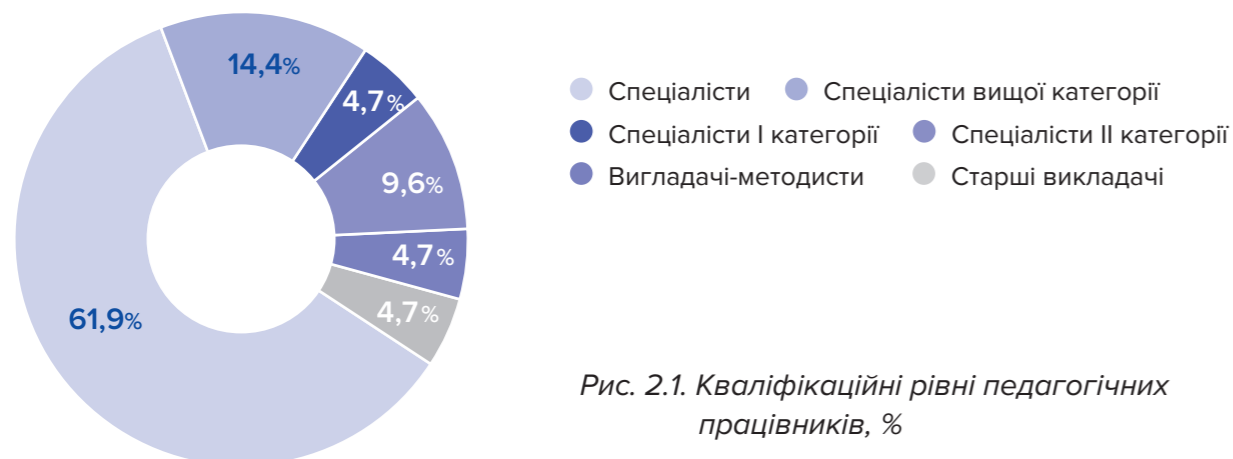 14,4%
4,7%
9,6%
4,7%
4,7%
61,9%
Спеціалісти Спеціалісти вищої категорії
Спеціалісти І категорії Спеціалісти ІІ категорії
Вигладачі-методисти Старші викладачі
Рис. 2.1. Кваліфікаційні рівні педагогічних
працівників, %